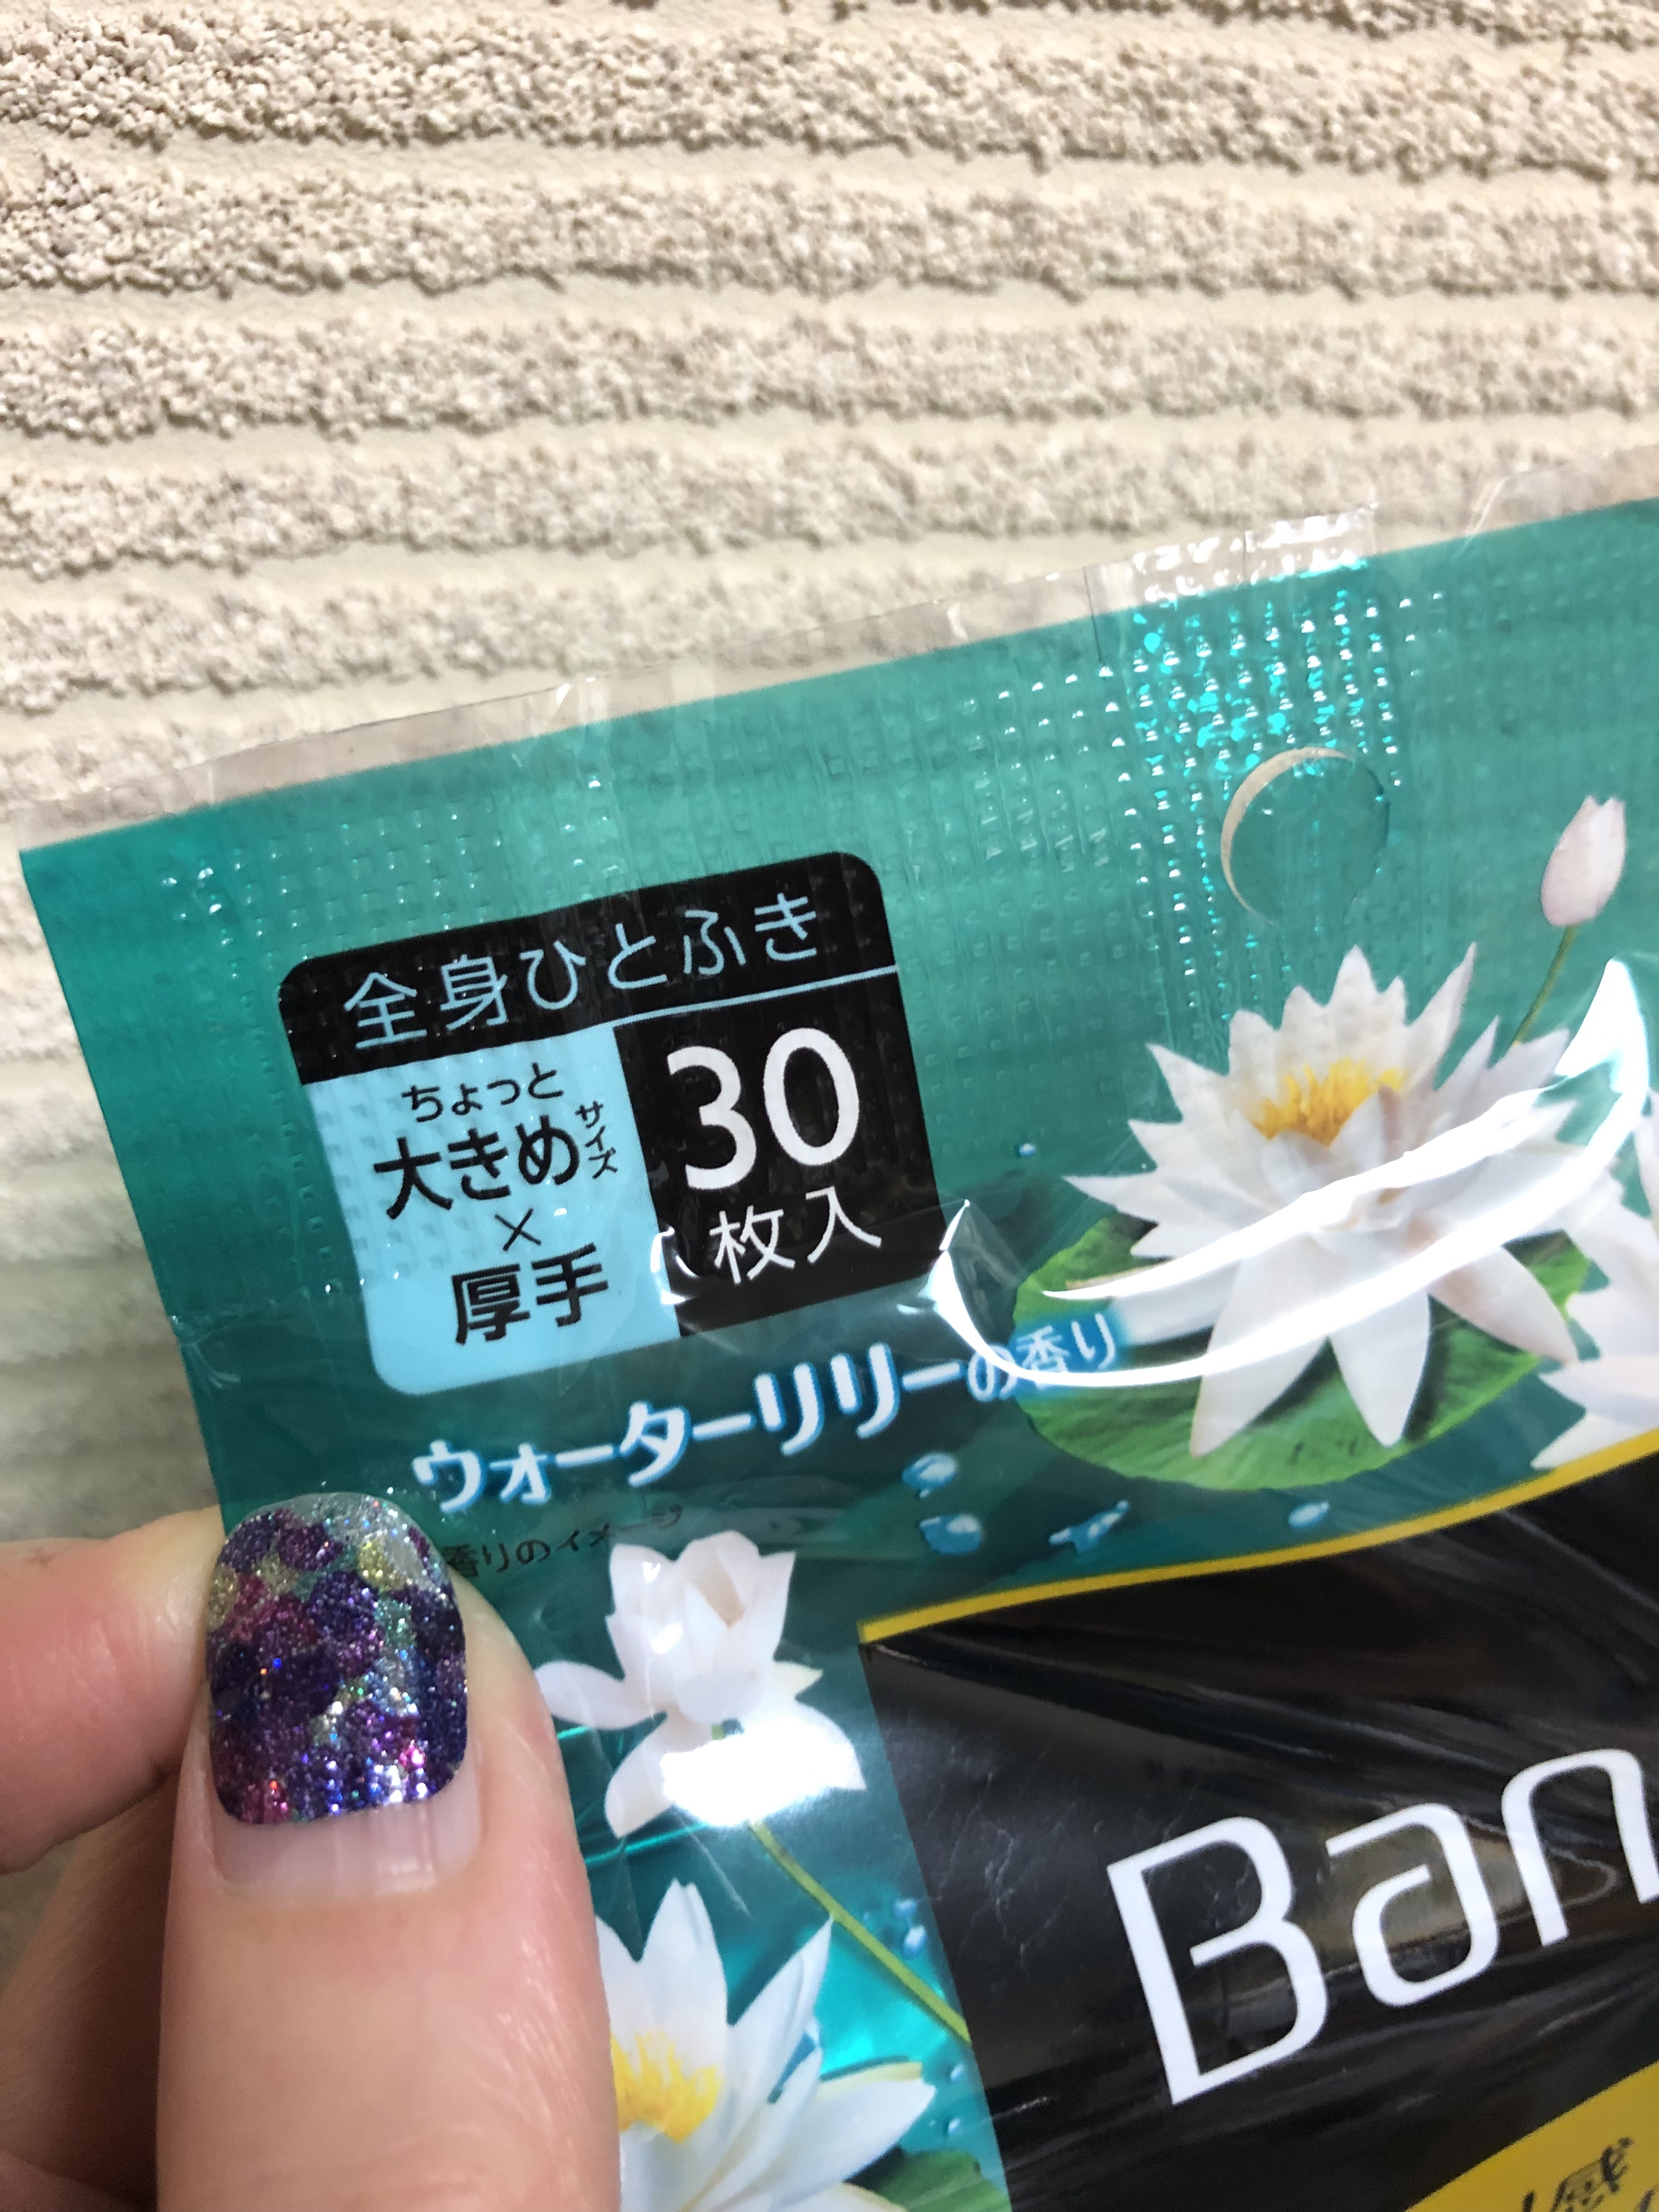 全身ひとふき
ちょっと
大きめサイズ
×
厚手
30
枚入
ウォーターリリーの香り
香りのイメージ
Ban
感